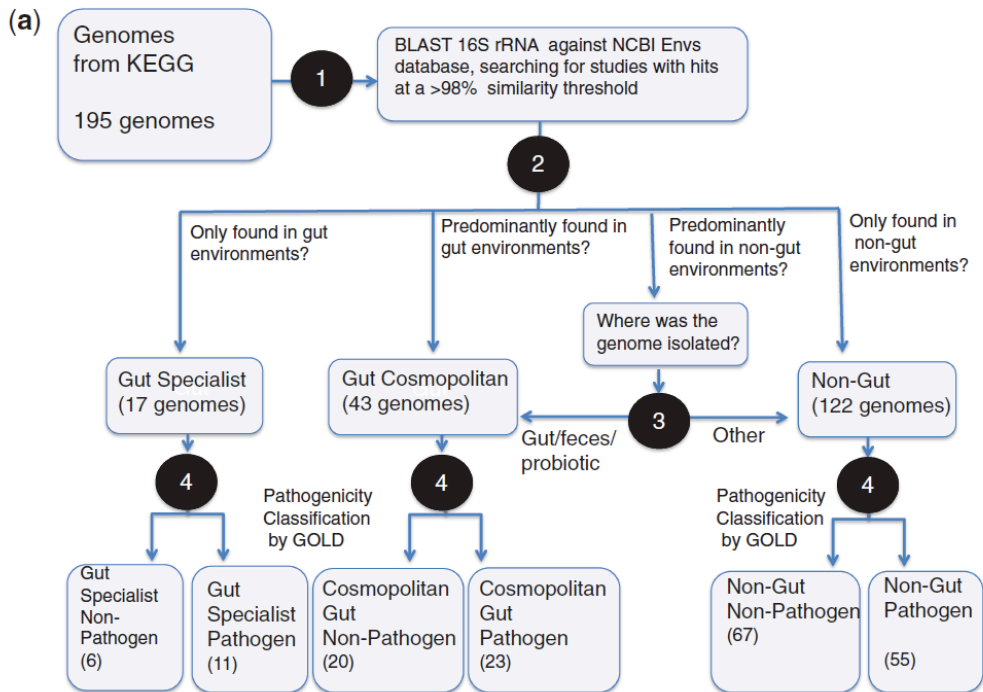 (a)
Genomes
from KEGG
195 genomes
1
BLAST 16S rRNA against NCBI Envs
database, searching for studies with hits
at a >98% similarity threshold
2
Only found in gut
environments?
Predominantly found in
gut environments?
Predominantly
found in non-gut
environments?
Only found in
non-gut
environments?
Where was the
genome isolated?
Gut Specialist
(17 genomes)
Gut Cosmopolitan
(43 genomes)
3
Gut/feces/
probiotic
Other
Non-Gut
(122 genomes)
4
Pathogenicity
Classification
by GOLD
4
Pathogenicity
Classification
by GOLD
4
Gut
Specialist
Non-
Pathogen
(6)
Gut
Specialist
Pathogen
(11)
Cosmopolitan
Gut
Non-Pathogen
(20)
Cosmopolitan
Gut
Pathogen
(23)
Non-Gut
Non-Pathogen
(67)
Non-Gut
Pathogen
(55)